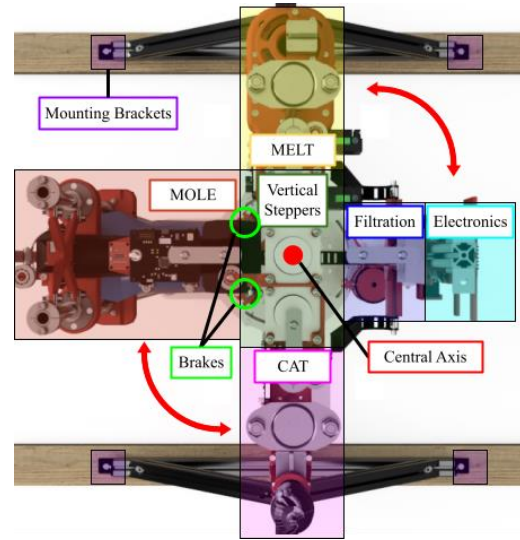 Mounting Brackets
MELT
MOLE
Vertical
Steppers
Filtration
Electronics
Brakes
CAT
Central Axis